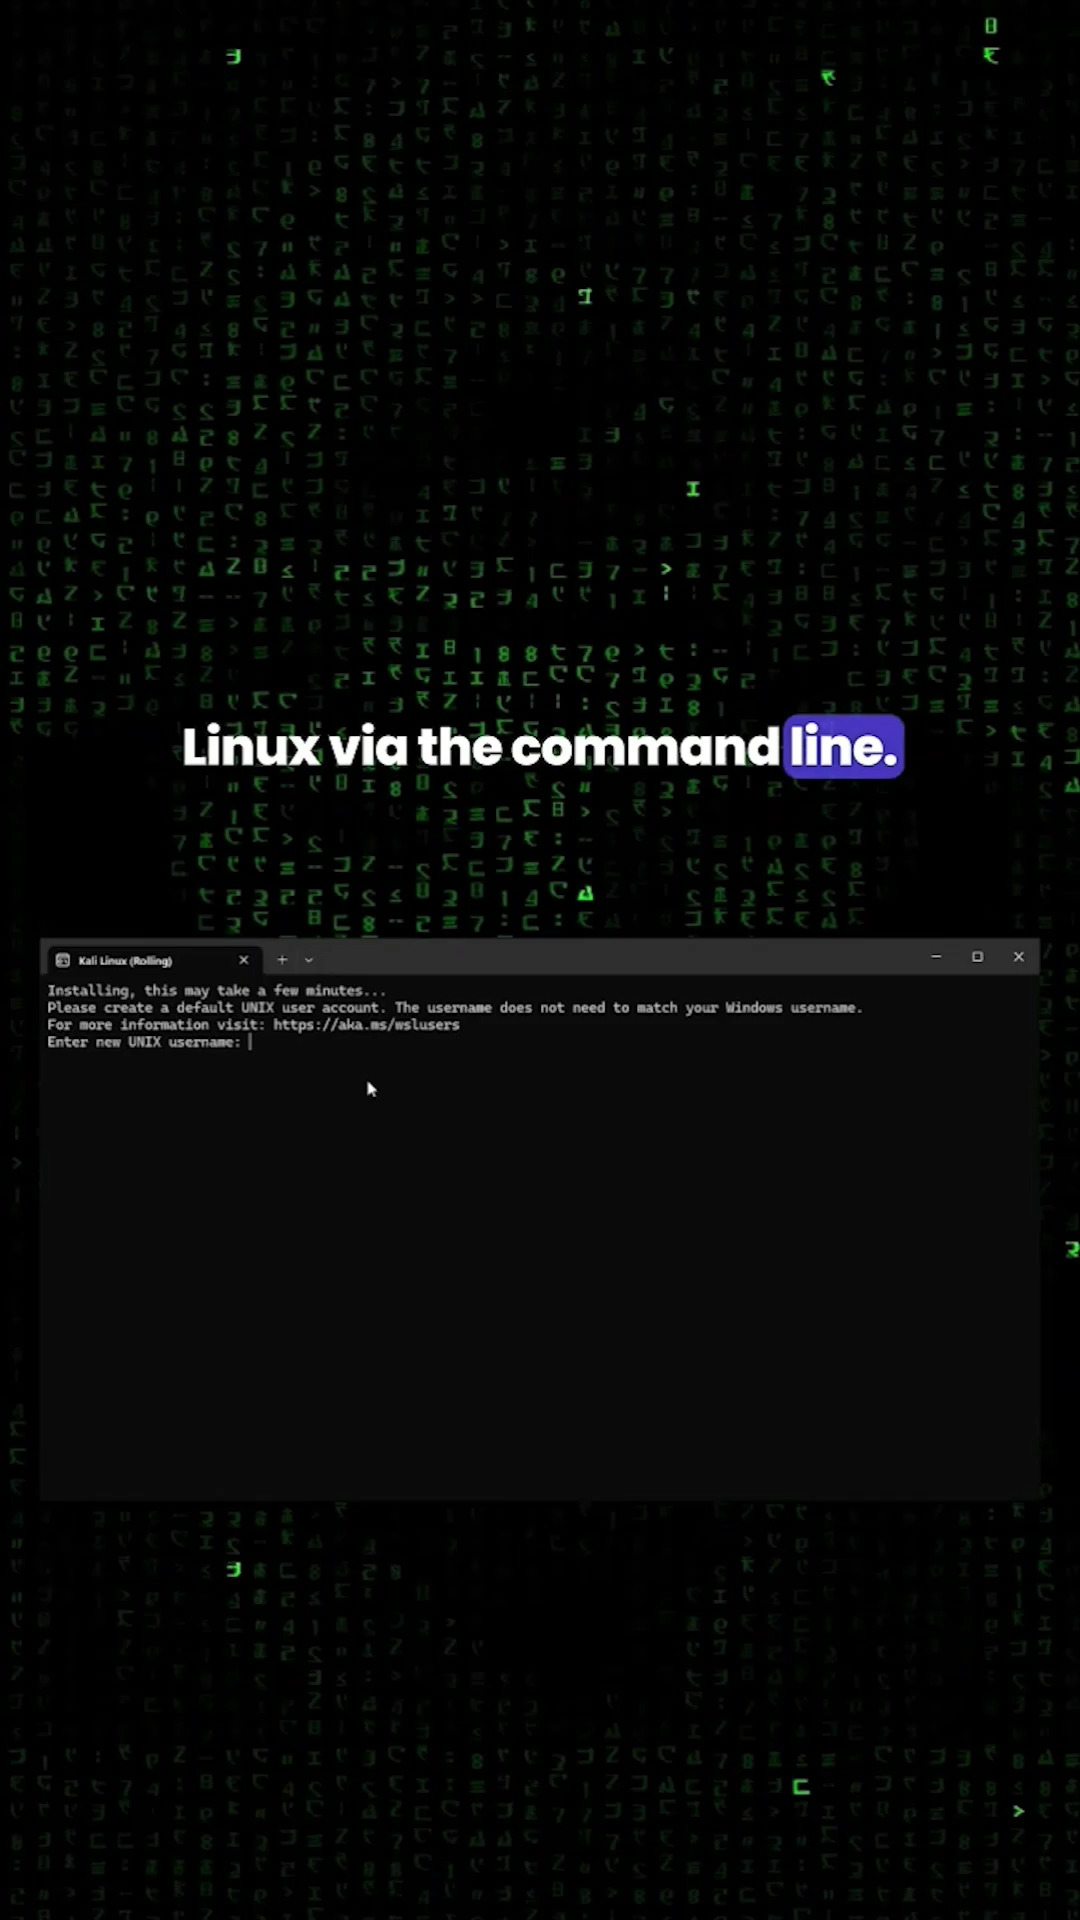 Linux via the command line.
Kali Linux (Rolling)
Installing, this may take a few minutes...
Please create a default UNIX user account. The username does not need to match your Windows username.
For more information visit: https://aka.ms/wslusers
Enter new UNIX username: